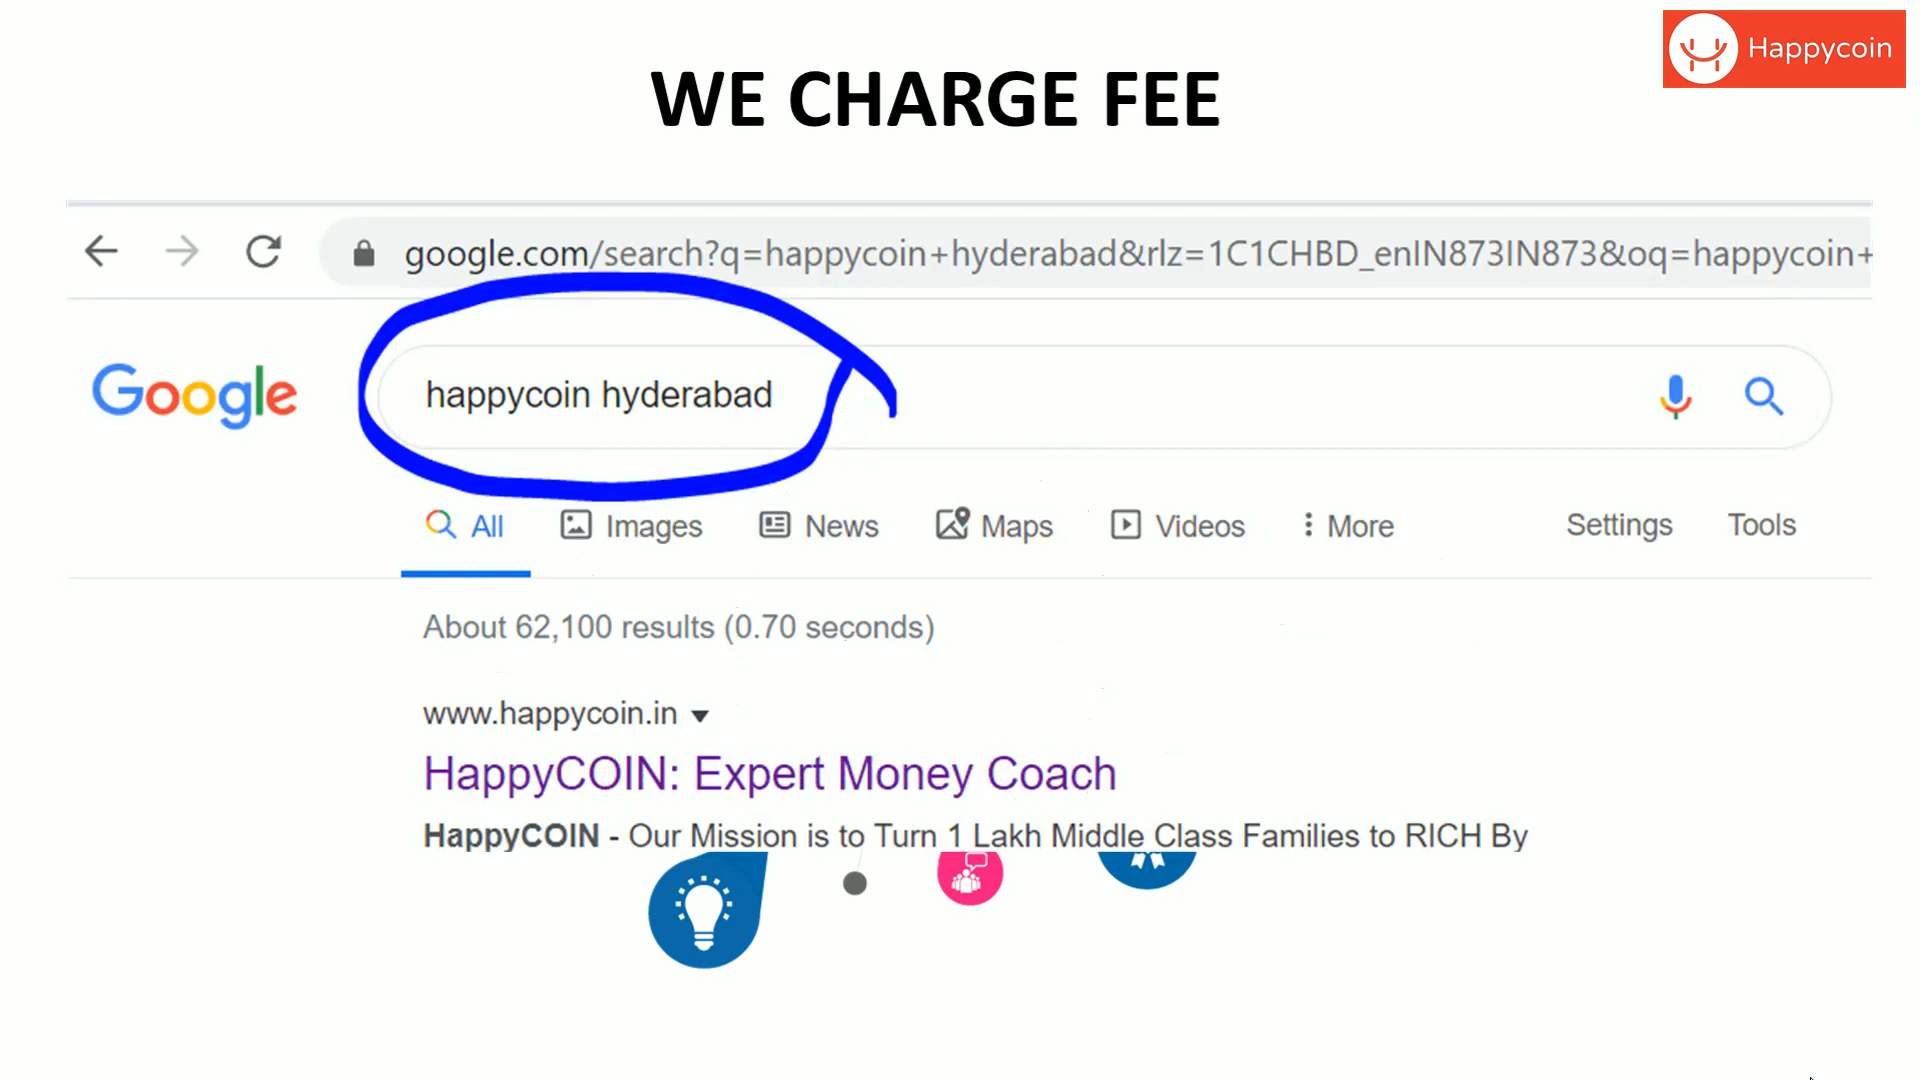 Happycoin
WE CHARGE FEE
google.com/search?q=happycoin+hyderabad&rlz=1C1CHBD_enIN873IN873&oq=happycoin+
Google
happycoin hyderabad
All Images News Maps Videos More Settings Tools
About 62,100 results (0.70 seconds)
www.happycoin.in
HappyCOIN: Expert Money Coach
HappyCOIN - Our Mission is to Turn 1 Lakh Middle Class Families to RICH By